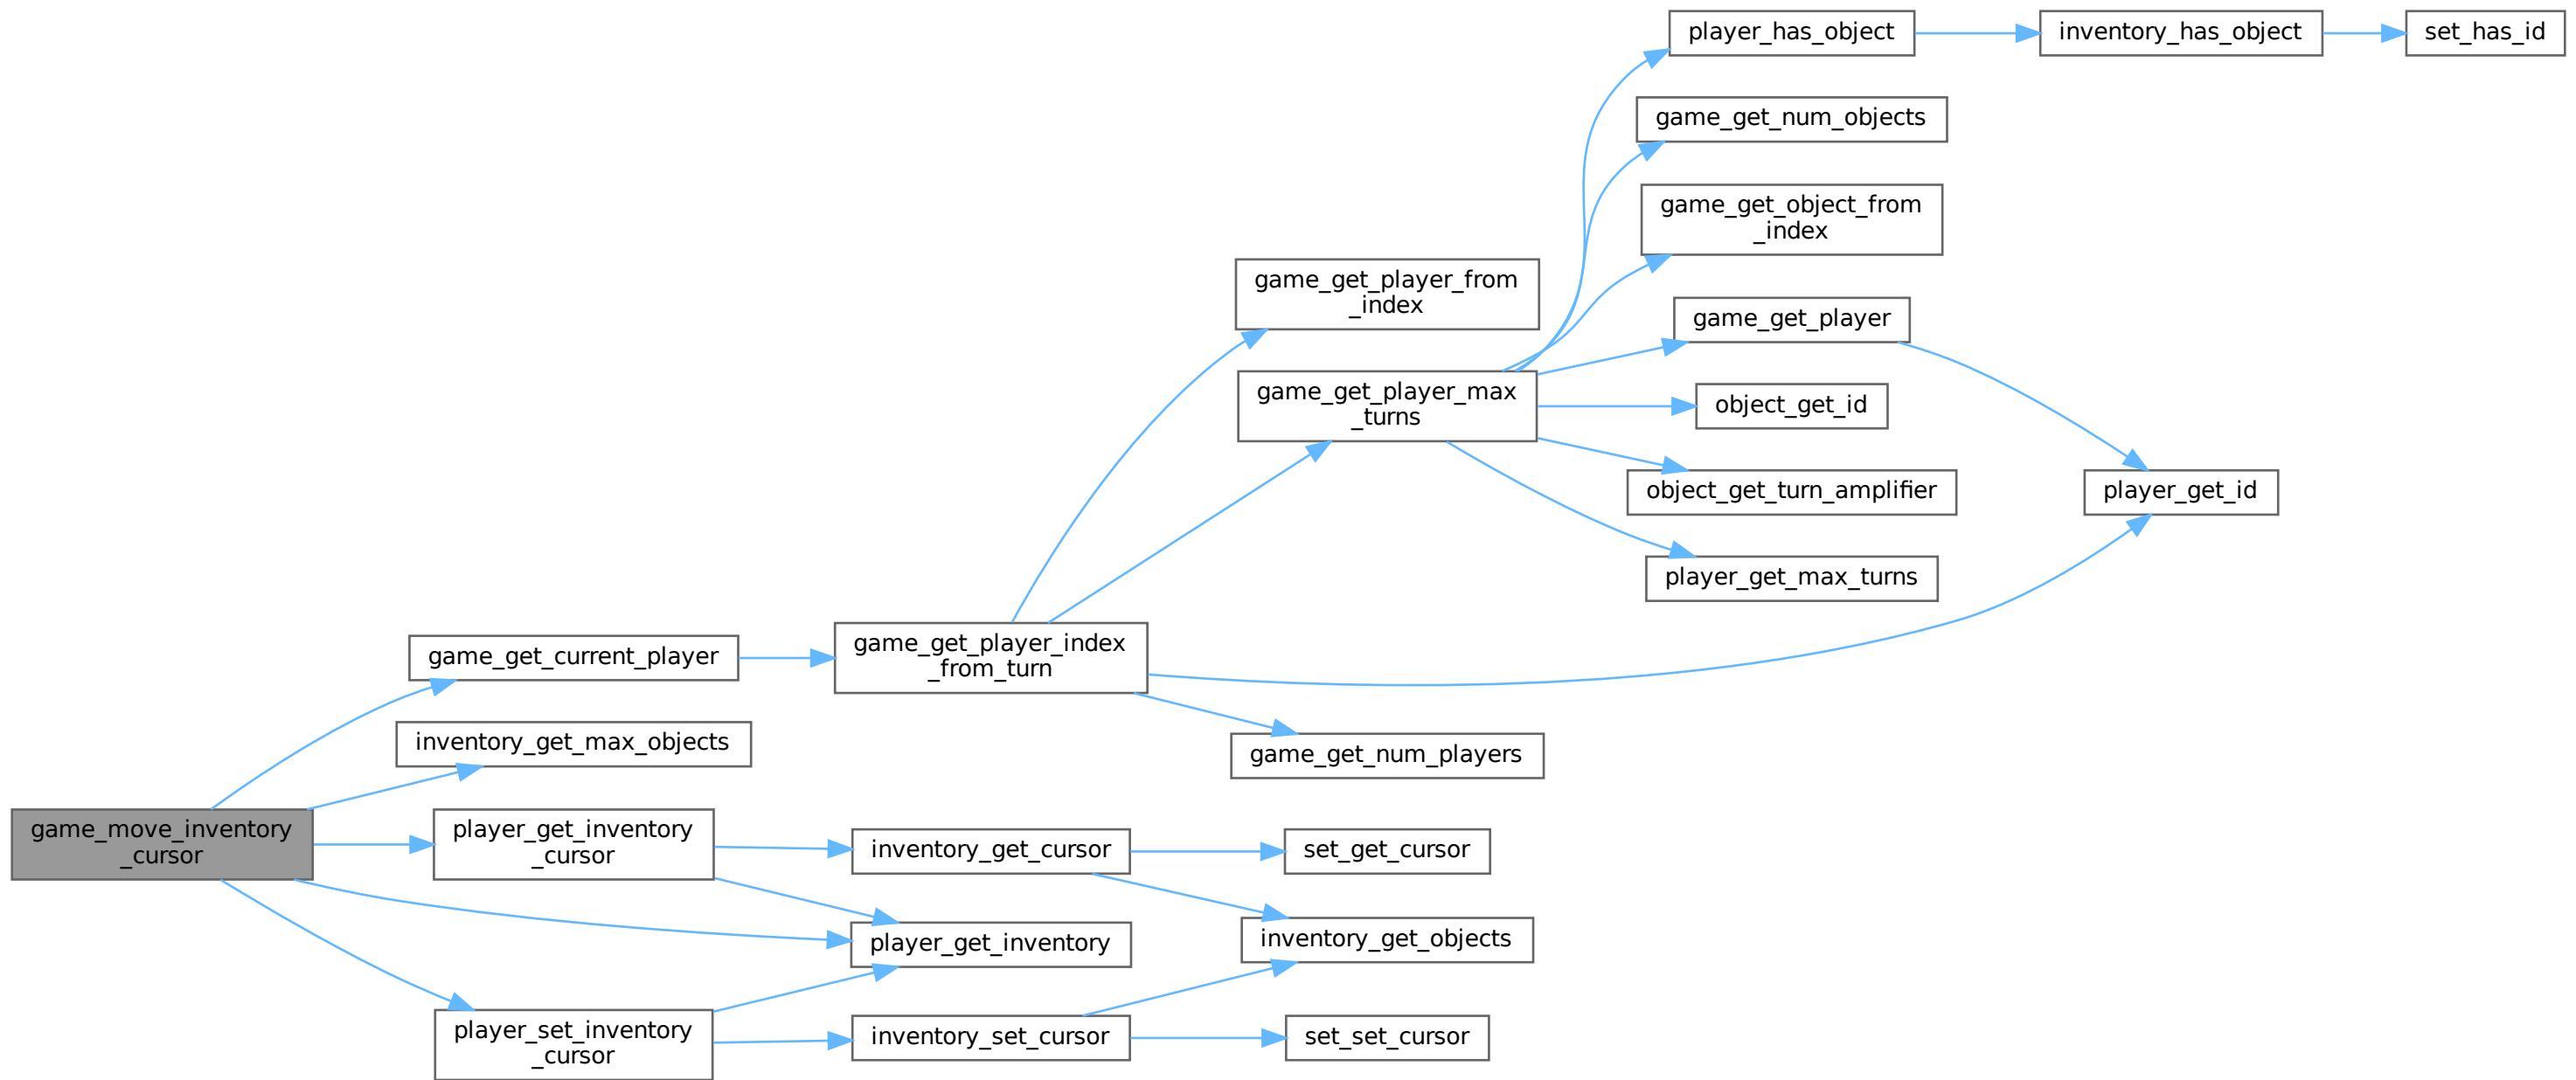 player_has_object
inventory_has_object
set_has_id
game_get_num_objects
game_get_object_from
_index
game_get_player_from
_index
game_get_player
game_get_player_max
_turns
object_get_id
object_get_turn_amplifier
player_get_id
player_get_max_turns
game_get_current_player
game_get_player_index
_from_turn
inventory_get_max_objects
game_get_num_players
game_move_inventory
_cursor
player_get_inventory
_cursor
inventory_get_cursor
set_get_cursor
player_get_inventory
inventory_get_objects
player_set_inventory
_cursor
inventory_set_cursor
set_set_cursor